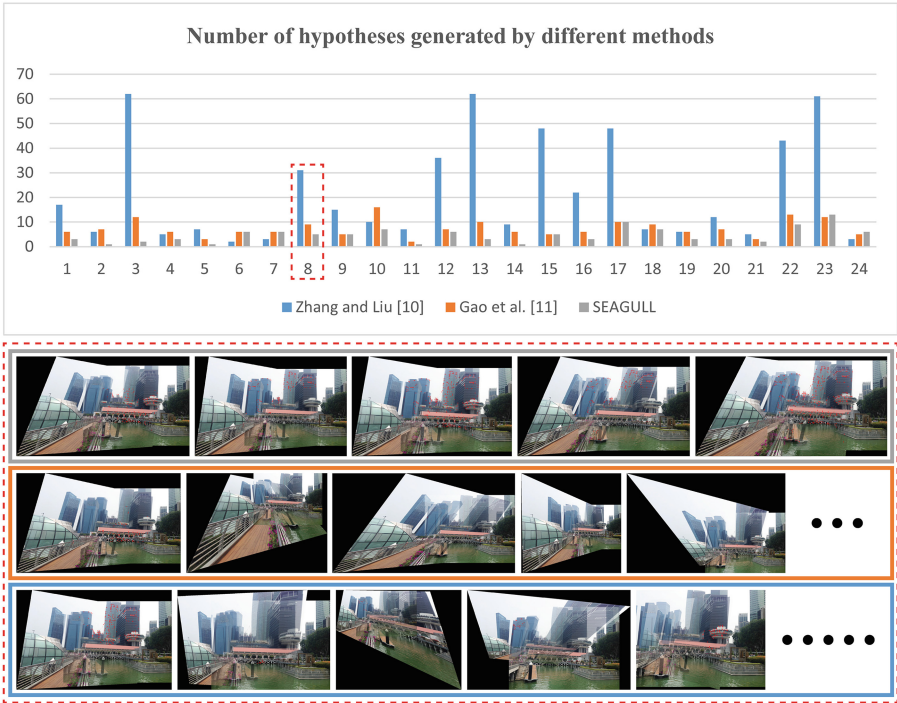 Number of hypotheses generated by different methods
70
60
50
40
30
20
10
0
1 2 3 4 5 6 7 8 9 10 11 12 13 14 15 16 17 18 19 20 21 22 23 24
Zhang and Liu [10] Gao et al. [11] SEAGULL